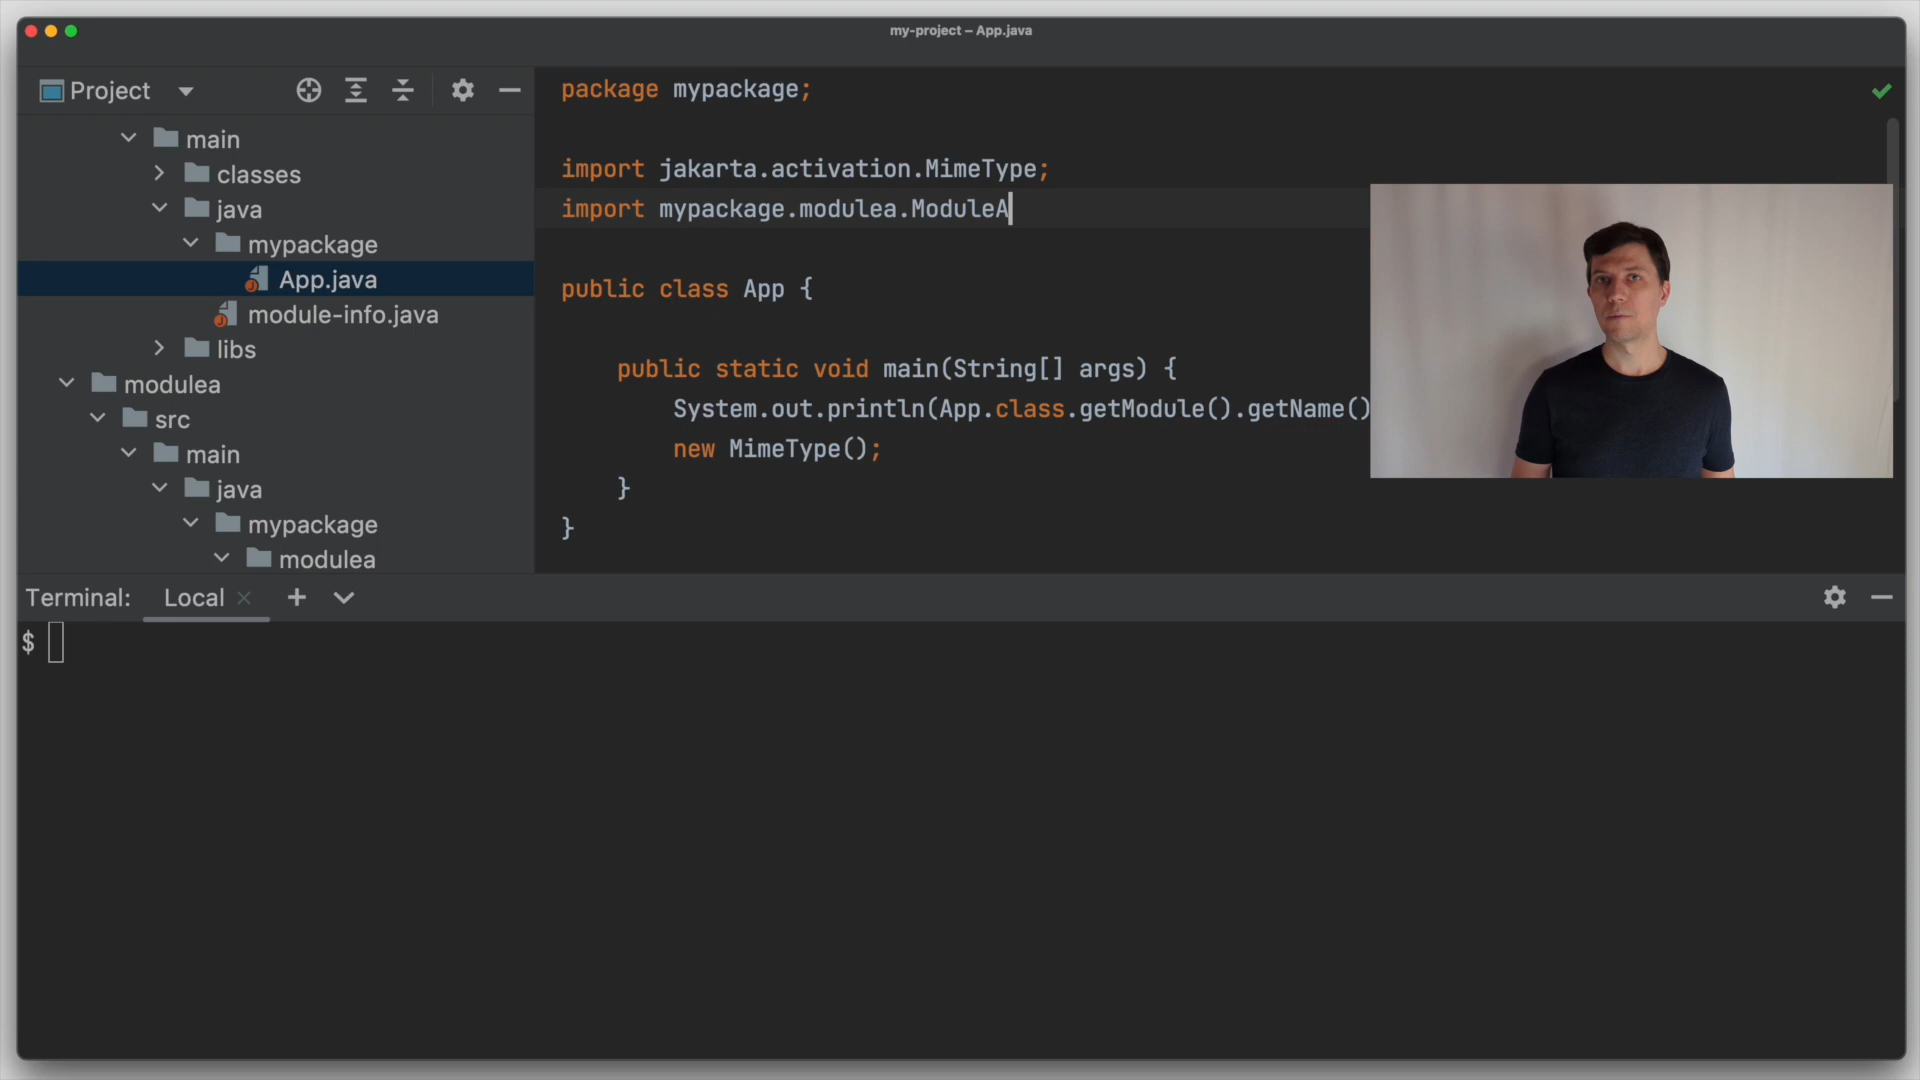 my-project – App.java
Project
main
classes
java
mypackage
App.java
module-info.java
libs
modulea
src
main
java
mypackage
modulea
package mypackage;
import jakarta.activation.MimeType;
import mypackage.modulea.ModuleA
public class App {
public static void main(String[] args) {
System.out.println(App.class.getModule().getName()
new MimeType();
}
}
Terminal: Local
$